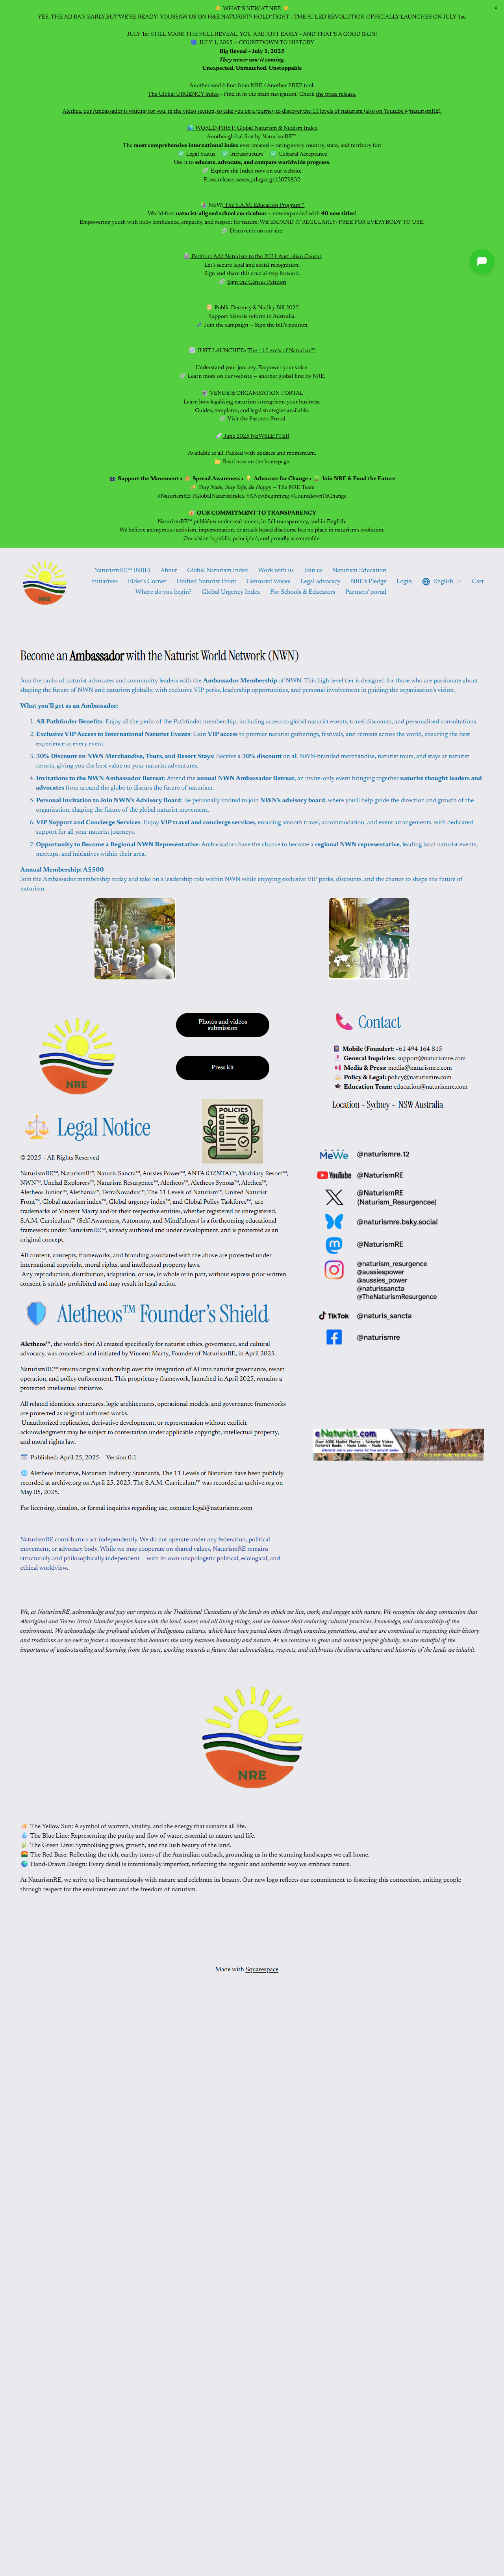 ☀️ WHAT'S NEW AT NRE ☀️
YES, THE AD RAN EARLY.BUT WE'RE READY! YOUSSAW US ON H&E NATURIST? HOLD TIGHT - THE AI-LED REVOLUTION OFFICIALLY LAUNCHES ON JULY 1st.
JULY 1st STILL MARK THE FULL REVEAL. YOU ARE JUST EARLY - AND THAT'S A GOOD SIGN!
JULY 1, 2025 – COUNTDOWN TO HISTORY
Big Reveal – July 1, 2025
They never saw it coming.
Unexpected. Unmatched. Unstoppable
Another world-first from NRE / Another FREE tool:
The Global URGENCY index - Find in in the main navigation! Check the press release.
Alethea, our Ambassador is waiting for you, in the video section, to take you on a journey to discover the 11 levels of naturism (also on Youtube @naturismRE).
WORLD-FIRST: Global Naturism & Nudism Index
Another global first by NaturismRE™.
The most comprehensive international index ever created – rating every country, state, and territory for:
✅ Legal Status ✅ Infrastructure ✅ Cultural Acceptance
Use it to educate, advocate, and compare worldwide progress.
Explore the Index now on our website.
Press release :www.prlog.org/13079832
NEW: The S.A.M. Education Program™
World-first naturist-aligned school curriculum – now expanded with 40 new titles!
Empowering youth with body confidence, empathy, and respect for nature. WE EXPAND IT REGULARLY- FREE FOR EVERYBODY TO USE!
Discover it on our site.
Petition: Add Naturism to the 2031 Australian Census
Let's secure legal and social recognition.
Sign and share this crucial step forward.
Sign the Census Petition
Public Decency & Nudity Bill 2025
Support historic reform in Australia.
Join the campaign – Sign the bill's petition.
JUST LAUNCHED: The 11 Levels of Naturism™
Understand your journey. Empower your voice.
Learn more on our website – another global first by NRE.
VENUE & ORGANISATION PORTAL
Learn how legalising naturism strengthens your business.
Guides, templates, and legal strategies available.
Visit the Partners Portal
June 2025 NEWSLETTER
Available to all. Packed with updates and momentum.
Read now on the homepage.
Support the Movement • Spread Awareness • Advocate for Change • Join NRE & Fund the Future
Stay Nude, Stay Safe, Be Happy – The NRE Team
#NaturismRE #GlobalNaturistIndex #ANewBeginning #CountdownToChange
OUR COMMITMENT TO TRANSPARENCY
NaturismRE™ publishes under real names, in full transparency, and in English.
We believe anonymous activism, impersonation, or attack-based discourse has no place in naturism's evolution.
Our vision is public, principled, and proudly accountable.
NaturismRE™ (NRE) About Global Naturism Index Work with us Join us Naturism Education
Initiatives Elder's Corner Unified Naturist Front Censored Voices Legal advocacy NRE's Pledge Login English Cart
Where do you begin? Global Urgency Index For Schools & Educators Partners' portal
NRE
Become an Ambassador with the Naturist World Network (NWN)
Join the ranks of naturist advocates and community leaders with the Ambassador Membership of NWN. This high-level tier is designed for those who are passionate about
shaping the future of NWN and naturism globally, with exclusive VIP perks, leadership opportunities, and personal involvement in guiding the organisation's vision.
What you'll get as an Ambassador:
1. All Pathfinder Benefits: Enjoy all the perks of the Pathfinder membership, including access to global naturist events, travel discounts, and personalised consultations.
2. Exclusive VIP Access to International Naturist Events: Gain VIP access to premier naturist gatherings, festivals, and retreats across the world, ensuring the best
experience at every event.
3. 30% Discount on NWN Merchandise, Tours, and Resort Stays: Receive a 30% discount on all NWN-branded merchandise, naturist tours, and stays at naturist
resorts, giving you the best value on your naturist adventures.
4. Invitations to the NWN Ambassador Retreat: Attend the annual NWN Ambassador Retreat, an invite-only event bringing together naturist thought leaders and
advocates from around the globe to discuss the future of naturism.
5. Personal Invitation to Join NWN's Advisory Board: Be personally invited to join NWN's advisory board, where you'll help guide the direction and growth of the
organisation, shaping the future of the global naturist movement.
6. VIP Support and Concierge Services: Enjoy VIP travel and concierge services, ensuring smooth travel, accommodation, and event arrangements, with dedicated
support for all your naturist journeys.
7. Opportunity to Become a Regional NWN Representative: Ambassadors have the chance to become a regional NWN representative, leading local naturist events,
meetups, and initiatives within their area.
Annual Membership: A$500
Join the Ambassador membership today and take on a leadership role within NWN while enjoying exclusive VIP perks, discounts, and the chance to shape the future of
naturism.
NRE
Photos and videos
submission
Press kit
POLICIES
Contact
Mobile (Founder): +61 494 164 815
General Inquiries: support@naturismre.com
Media & Press: media@naturismre.com
Policy & Legal: policy@naturismre.com
Education Team: education@naturismre.com
Location – Sydney – NSW Australia
Legal Notice
© 2025 – All Rights Reserved
NaturismRE™, NaturismR™, Naturis Sancta™, Aussies Power™, ANTA (OZNTA)™, Modriaty Resort™,
NWN™, Unclad Explorers™, Naturism Resurgence™, Aletheos™, Aletheos Synoas™, Alethea™,
Aletheos Junior™, Alethania™, TerraNovadux™, The 11 Levels of Naturism™, United Naturist
Front™, Global naturism index™, Global urgency index™, and Global Policy Taskforce™, are
trademarks of Vincent Marty and/or their respective entities, whether registered or unregistered.
S.A.M. Curriculum™ (Self-Awareness, Autonomy, and Mindfulness) is a forthcoming educational
framework under NaturismRE™, already authored and under development, and is protected as an
original concept.
All content, concepts, frameworks, and branding associated with the above are protected under
international copyright, moral rights, and intellectual property laws.
Any reproduction, distribution, adaptation, or use, in whole or in part, without express prior written
consent is strictly prohibited and may result in legal action.
Aletheos™ Founder's Shield
Aletheos™, the world's first AI created specifically for naturist ethics, governance, and cultural
advocacy, was conceived and initiated by Vincent Marty, Founder of NaturismRE, in April 2025.
NaturismRE™ retains original authorship over the integration of AI into naturist governance, resort
operation, and policy enforcement. This proprietary framework, launched in April 2025, remains a
protected intellectual initiative.
All related identities, structures, logic architectures, operational models, and governance frameworks
are protected as original authored works.
Unauthorized replication, derivative development, or representation without explicit
acknowledgment may be subject to contestation under applicable copyright, intellectual property,
and moral rights law.
Published: April 25, 2025 — Version 0.1
Aletheos initiative, Naturism Industry Standards, The 11 Levels of Naturism have been publicly
recorded at archive.org on April 25, 2025. The S.A.M. Curriculum™ was recorded ar archive.org on
May 05, 2025.
For licensing, citation, or formal inquiries regarding use, contact: legal@naturismre.com
NaturismRE contributors act independently. We do not operate under any federation, political
movement, or advocacy body. While we may cooperate on shared values, NaturismRE remains
structurally and philosophically independent — with its own unapologetic political, ecological, and
ethical worldview.
MeWe @naturismre.12
YouTube @NaturismRE
@NaturismRE
(Naturism_Resurgencee)
@naturismre.bsky.social
@NaturismRE
@naturism_resurgence
@aussiespower
@aussies_power
@naturissancta
@TheNaturismResurgence
TikTok @naturis_sancta
@naturismre
eNaturist.com
Over 6000 Nudist Photos - Naturist Videos
Naturist Books - Nude Links - Nude News
It's not rude to be nude
We, at NaturismRE, acknowledge and pay our respects to the Traditional Custodians of the lands on which we live, work, and engage with nature. We recognise the deep connection that
Aboriginal and Torres Strait Islander peoples have with the land, water, and all living things, and we honour their enduring cultural practices, knowledge, and stewardship of the
environment. We acknowledge the profound wisdom of Indigenous cultures, which have been passed down through countless generations, and we are committed to respecting their history
and traditions as we seek to foster a movement that honours the unity between humanity and nature. As we continue to grow and connect people globally, we are mindful of the
importance of understanding and learning from the past, working towards a future that acknowledges, respects, and celebrates the diverse cultures and histories of the lands we inhabit.
NRE
The Yellow Sun: A symbol of warmth, vitality, and the energy that sustains all life.
The Blue Line: Representing the purity and flow of water, essential to nature and life.
The Green Line: Symbolising grass, growth, and the lush beauty of the land.
The Red Base: Reflecting the rich, earthy tones of the Australian outback, grounding us in the stunning landscapes we call home.
Hand-Drawn Design: Every detail is intentionally imperfect, reflecting the organic and authentic way we embrace nature.
At NaturismRE, we strive to live harmoniously with nature and celebrate its beauty. Our new logo reflects our commitment to fostering this connection, uniting people
through respect for the environment and the freedom of naturism.
Made with Squarespace